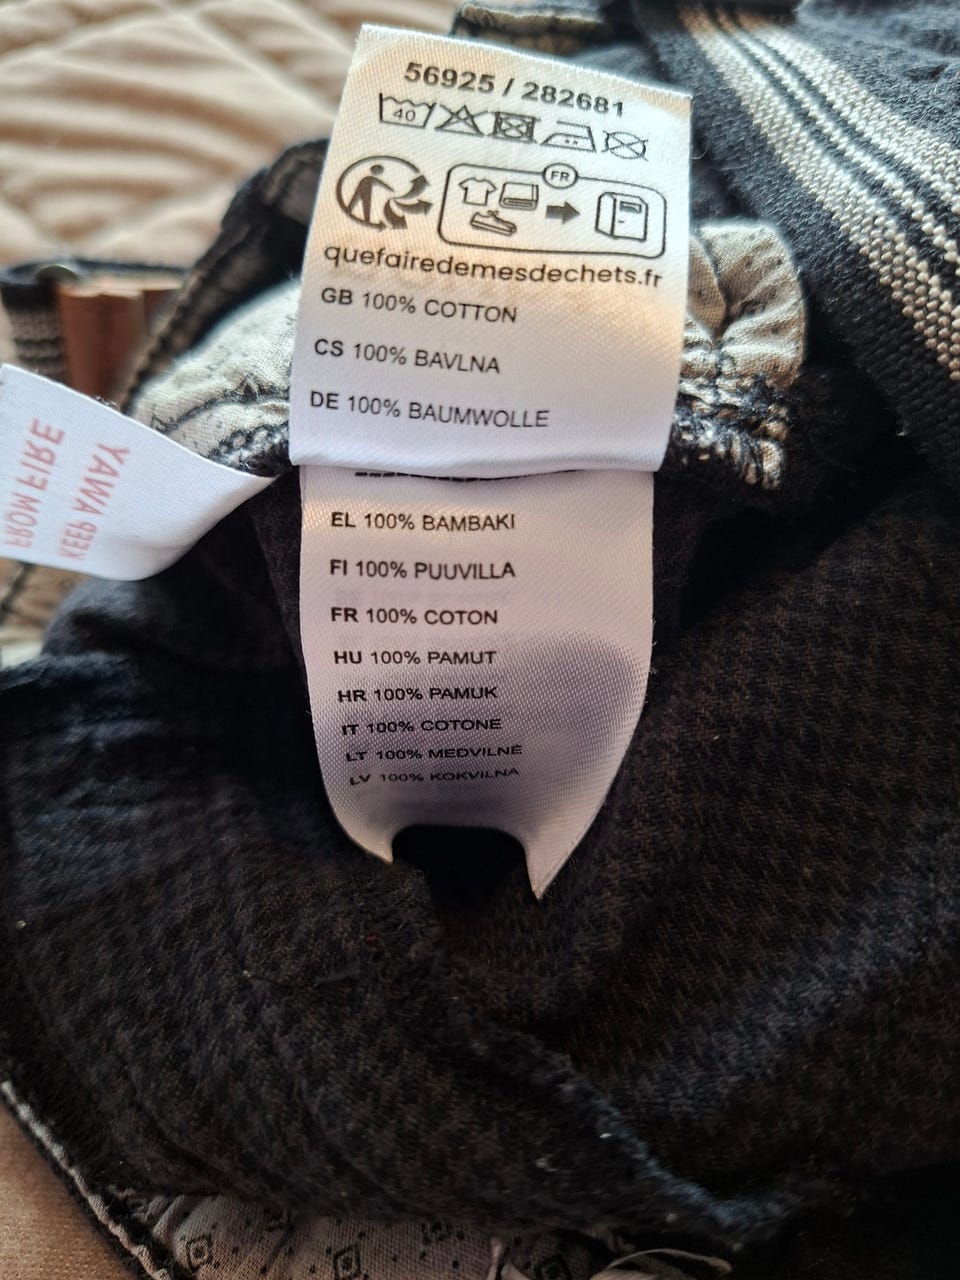 56925 / 282681
40
FR
quefairedemesdechets.fr
GB 100% COTTON
CS 100% BAVLNA
DE 100% BAUMWOLLE
EL 100% BAMBAKI
FI 100% PUUVILLA
FR 100% COTON
HU 100% PAMUT
HR 100% PAMUK
IT 100% COTONE
LT 100% MEDVILNĖ
LV 100% KOKVILNA
KEEP AWAY
FROM FIRE